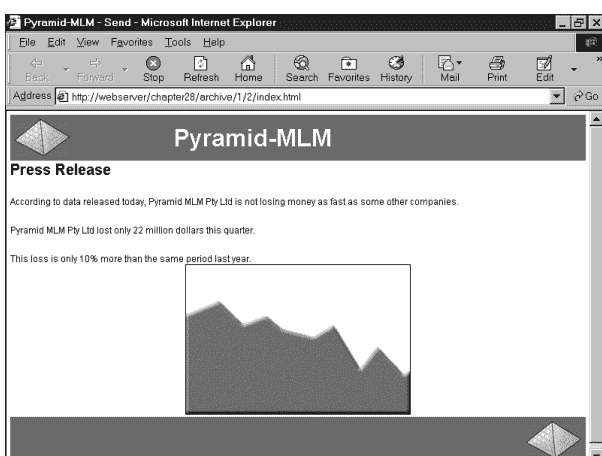 Pyramid-MLM - Send - Microsoft Internet Explorer
File Edit View Favorites Tools Help
Back Forward Stop Refresh Home Search Favorites History Mail Print Edit »
Address http://webserver/chapter28/archive/1/2/index.html Go
Pyramid-MLM
Press Release
According to data released today, Pyramid MLM Pty Ltd is not losing money as fast as some other companies.
Pyramid MLM Pty Ltd lost only 22 million dollars this quarter.
This loss is only 10% more than the same period last year.